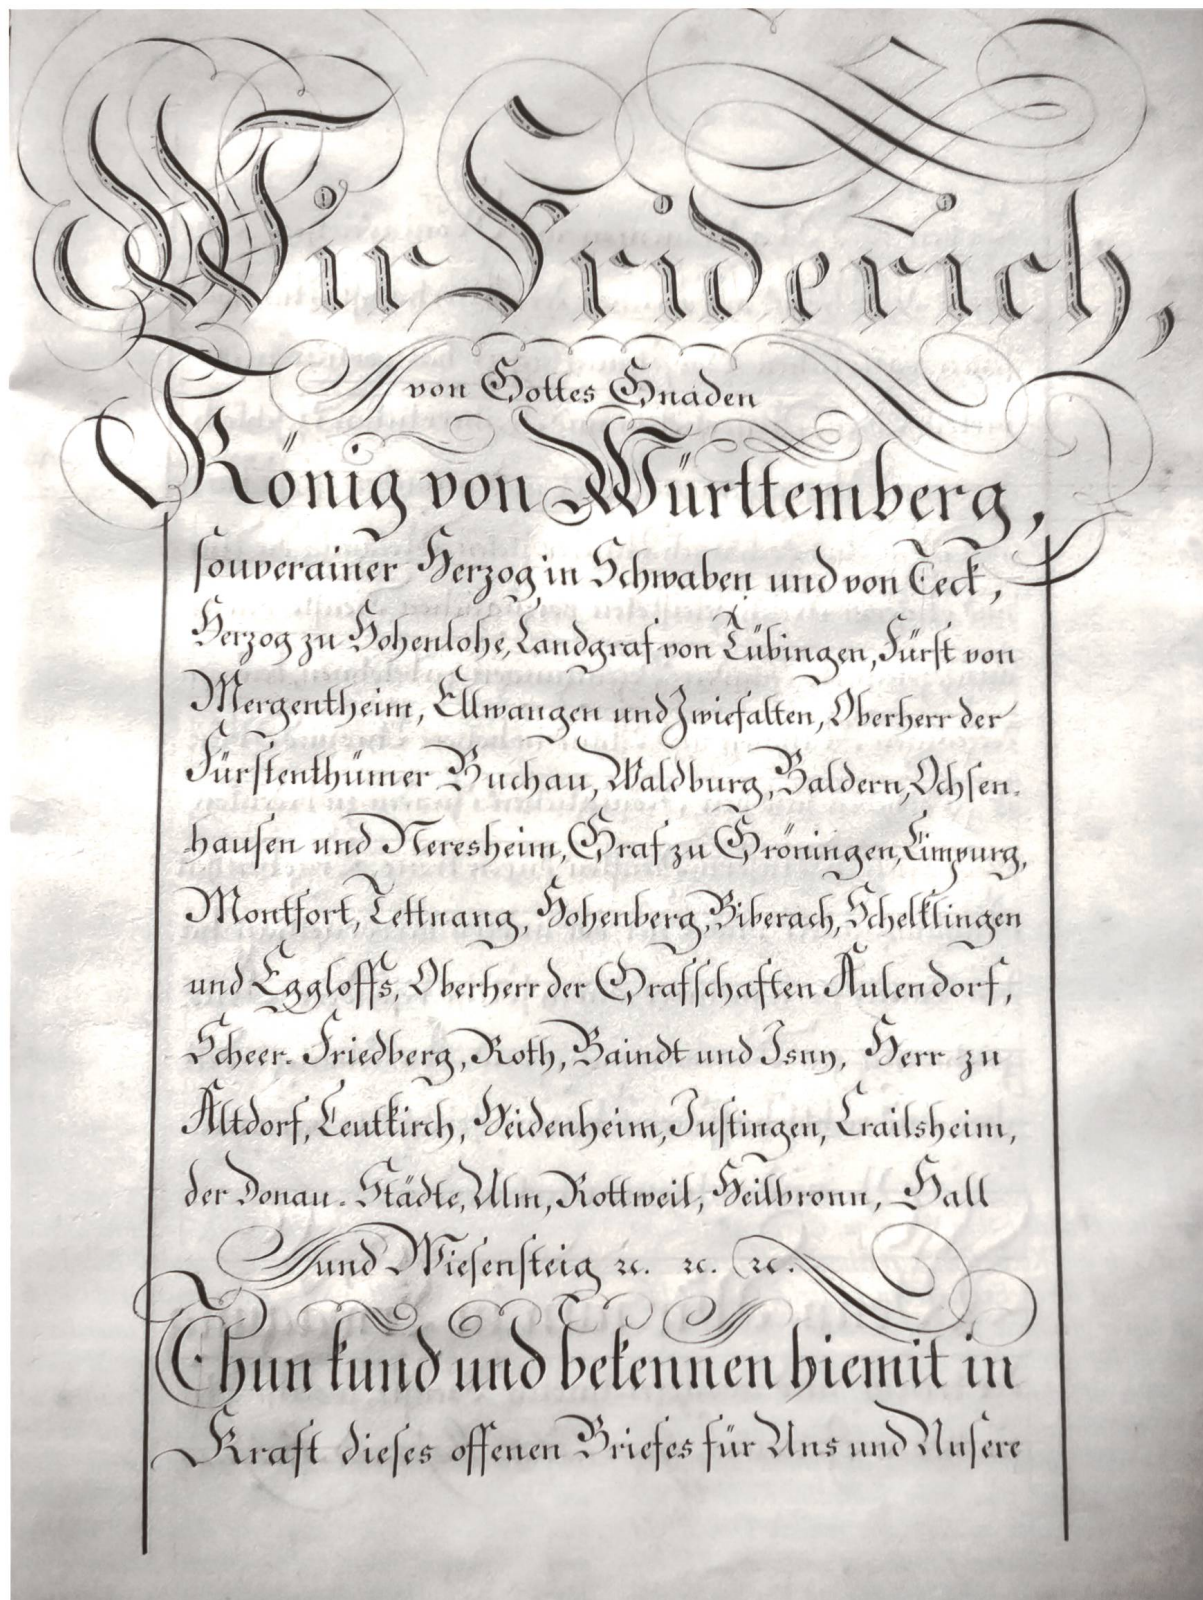 Wir Friderich,
von Gottes Gnaden
König von Württemberg,
souverainer Herzog in Schwaben und von Teck,
Herzog zu Hohenlohe, Landgraf von Tübingen, Fürst von
Mergentheim, Ellwangen und Zwiefalten, Oberherr der
Fürstenthümer Buchau, Waldburg, Baldern, Ochsen-
hausen und Neresheim, Graf zu Gröningen, Limpurg,
Montfort, Tettnang, Hohenberg, Biberach, Schelklingen
und Eggloffs, Oberherr der Grafschaften Aulendorf,
Scheer-Friedberg, Roth, Baindt und Isny, Herr zu
Altdorf, Leutkirch, Heidenheim, Justingen, Crailsheim,
der Donau-Städte, Ulm, Rottweil, Heilbronn, Hall
und Wiesensteig ꝛc. ꝛc. ꝛc.
Thun kund und bekennen hiemit in
Kraft dieses offenen Briefes für Uns und Unsere